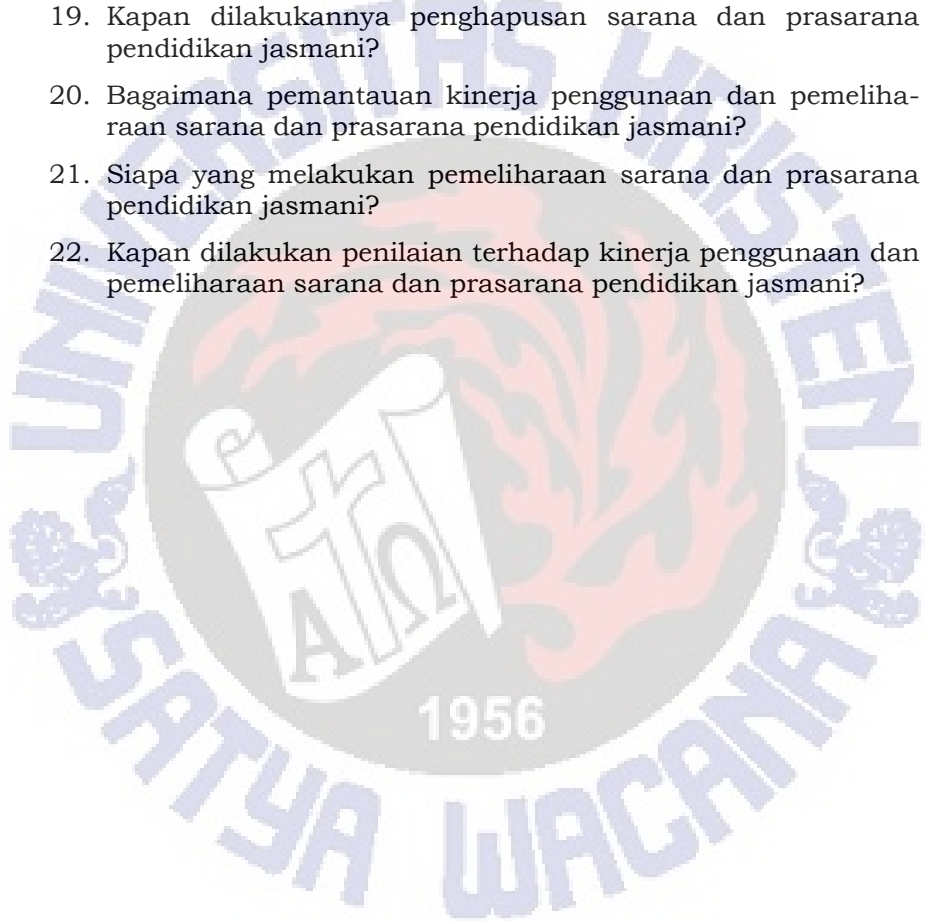 19. Kapan dilakukannya penghapusan sarana dan prasarana
pendidikan jasmani?
20. Bagaimana pemantauan kinerja penggunaan dan pemeliha-
raan sarana dan prasarana pendidikan jasmani?
21. Siapa yang melakukan pemeliharaan sarana dan prasarana
pendidikan jasmani?
22. Kapan dilakukan penilaian terhadap kinerja penggunaan dan
pemeliharaan sarana dan prasarana pendidikan jasmani?
UNIVERSITAS KRISTEN
Α Ω
1956
SATYA WACANA